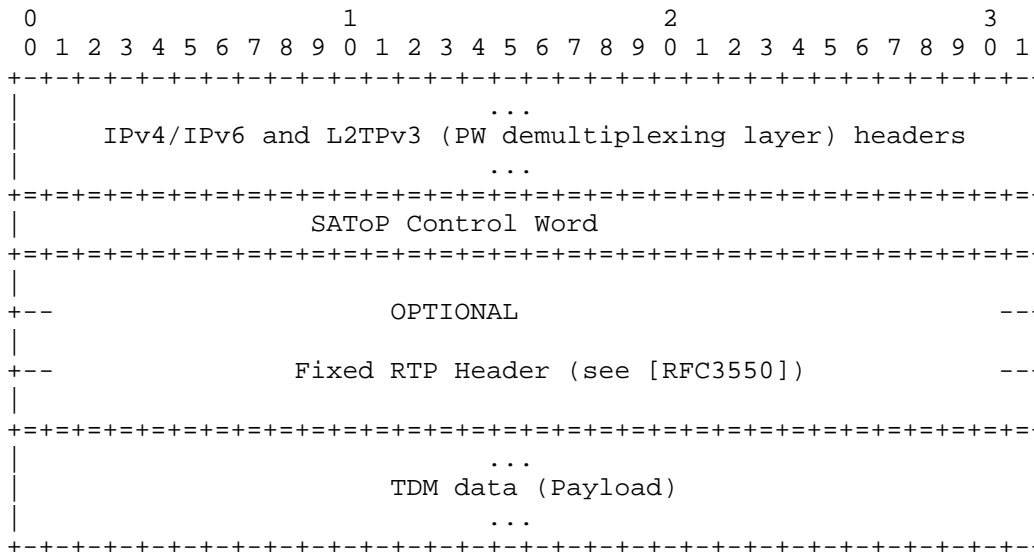 0                   1                   2                   3
 0 1 2 3 4 5 6 7 8 9 0 1 2 3 4 5 6 7 8 9 0 1 2 3 4 5 6 7 8 9 0 1
+-+-+-+-+-+-+-+-+-+-+-+-+-+-+-+-+-+-+-+-+-+-+-+-+-+-+-+-+-+-+-+-
|                             ...
|     IPv4/IPv6 and L2TPv3 (PW demultiplexing layer) headers
|                             ...
+=+=+=+=+=+=+=+=+=+=+=+=+=+=+=+=+=+=+=+=+=+=+=+=+=+=+=+=+=+=+=+=
|                  SAToP Control Word
+=+=+=+=+=+=+=+=+=+=+=+=+=+=+=+=+=+=+=+=+=+=+=+=+=+=+=+=+=+=+=+=
|
+--                     OPTIONAL                              --
|
+--               Fixed RTP Header (see [RFC3550])            --
|
+=+=+=+=+=+=+=+=+=+=+=+=+=+=+=+=+=+=+=+=+=+=+=+=+=+=+=+=+=+=+=+=
|                             ...
|                       TDM data (Payload)
|                             ...
+-+-+-+-+-+-+-+-+-+-+-+-+-+-+-+-+-+-+-+-+-+-+-+-+-+-+-+-+-+-+-+-